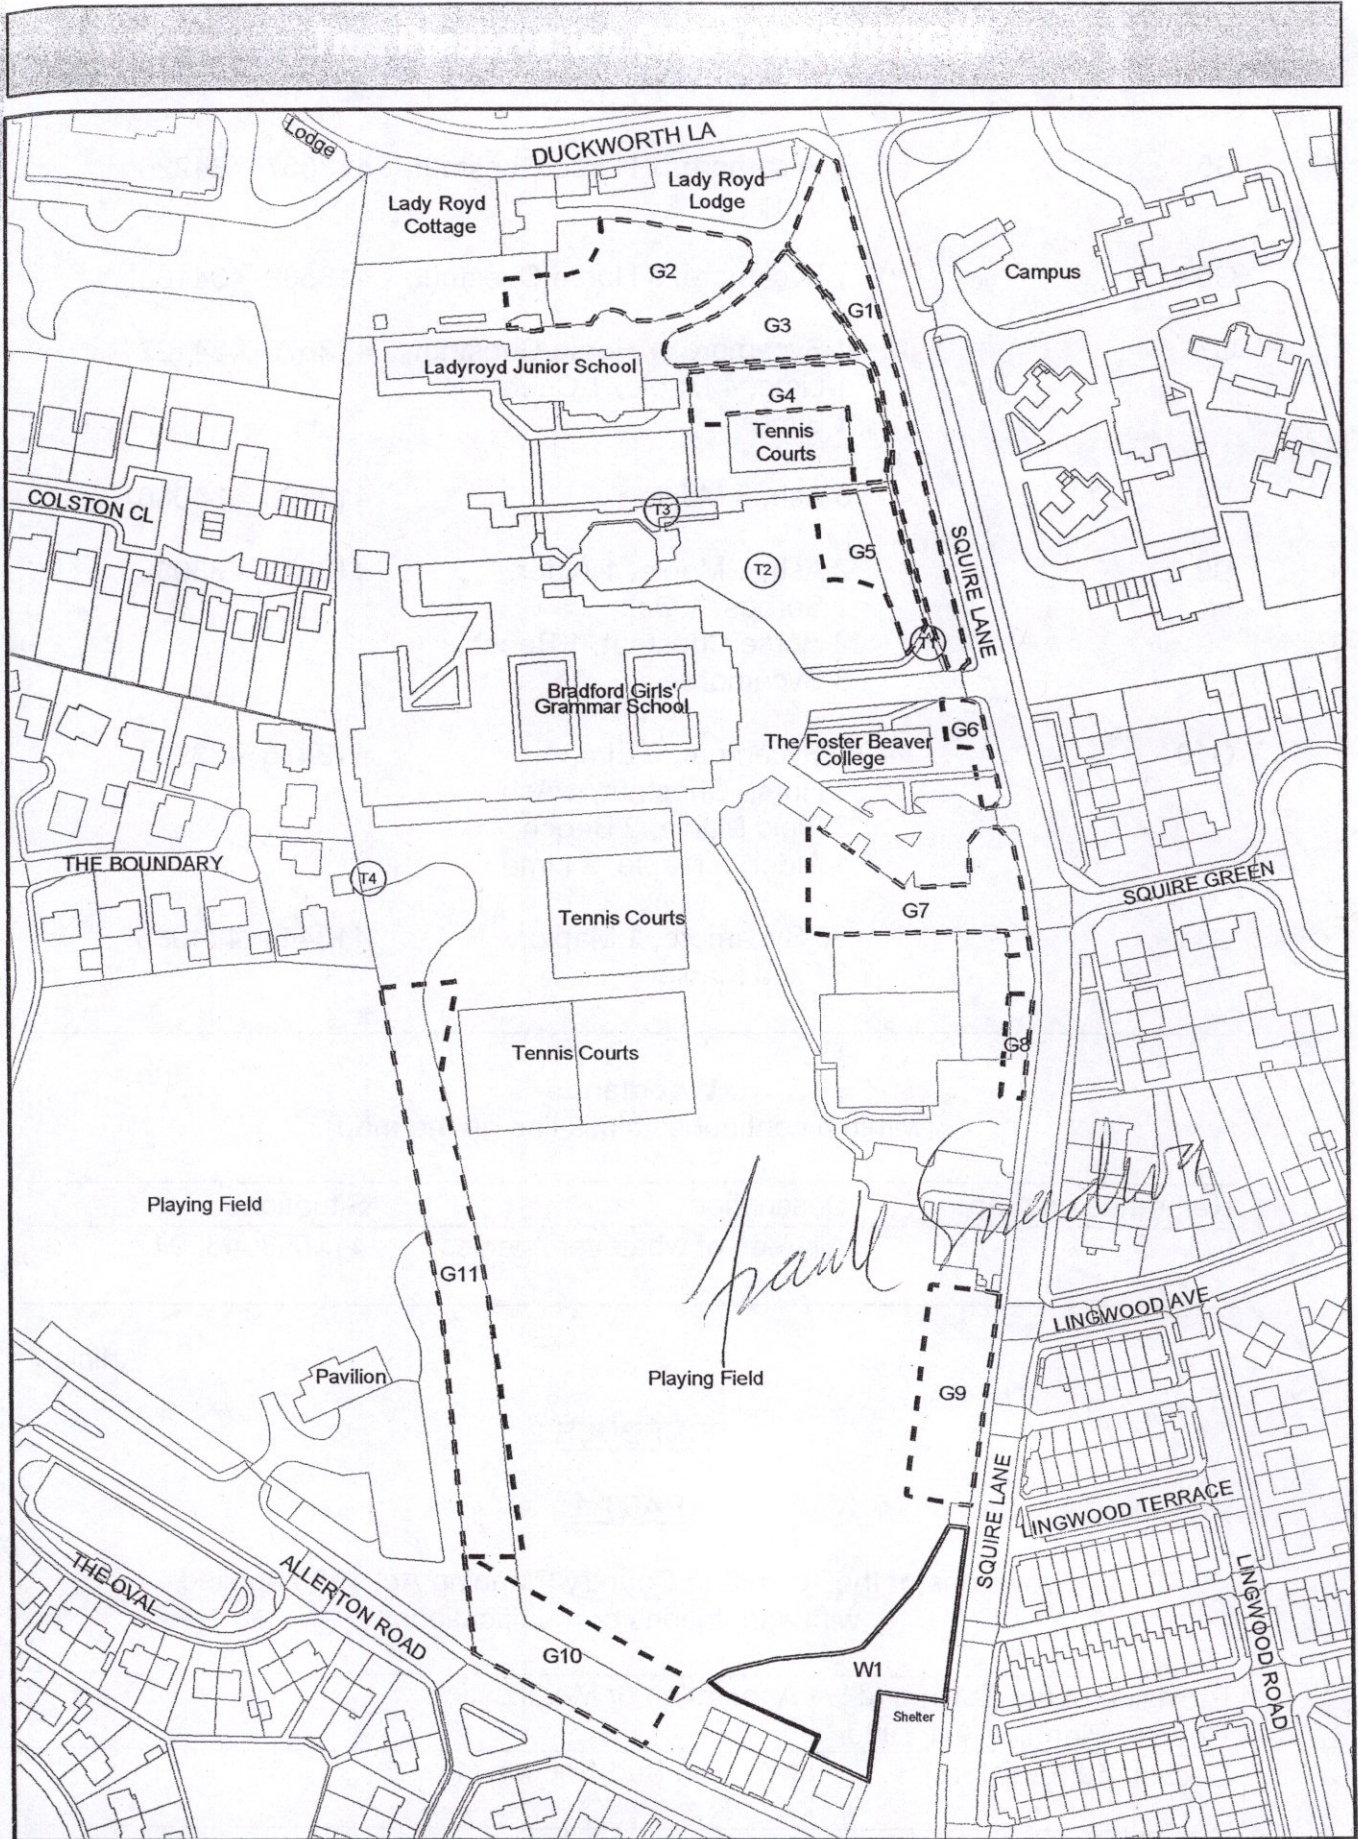 Lodge
DUCKWORTH LA
Lady Royd
Lodge
Lady Royd
Cottage
G2
Campus
G1
G3
Ladyroyd Junior School
G4
Tennis
Courts
COLSTON CL
T3
G5
T2
SQUIRE LANE
T1
Bradford Girls'
Grammar School
G6
The Foster Beaver
College
THE BOUNDARY
T4
SQUIRE GREEN
G7
Tennis Courts
Tennis Courts
G8
Playing Field
G11
LINGWOOD AVE
Pavilion
Playing Field
G9
SQUIRE LANE
LINGWOOD TERRACE
THE OVAL
ALLERTON ROAD
LINGWOOD ROAD
G10
W1
Shelter